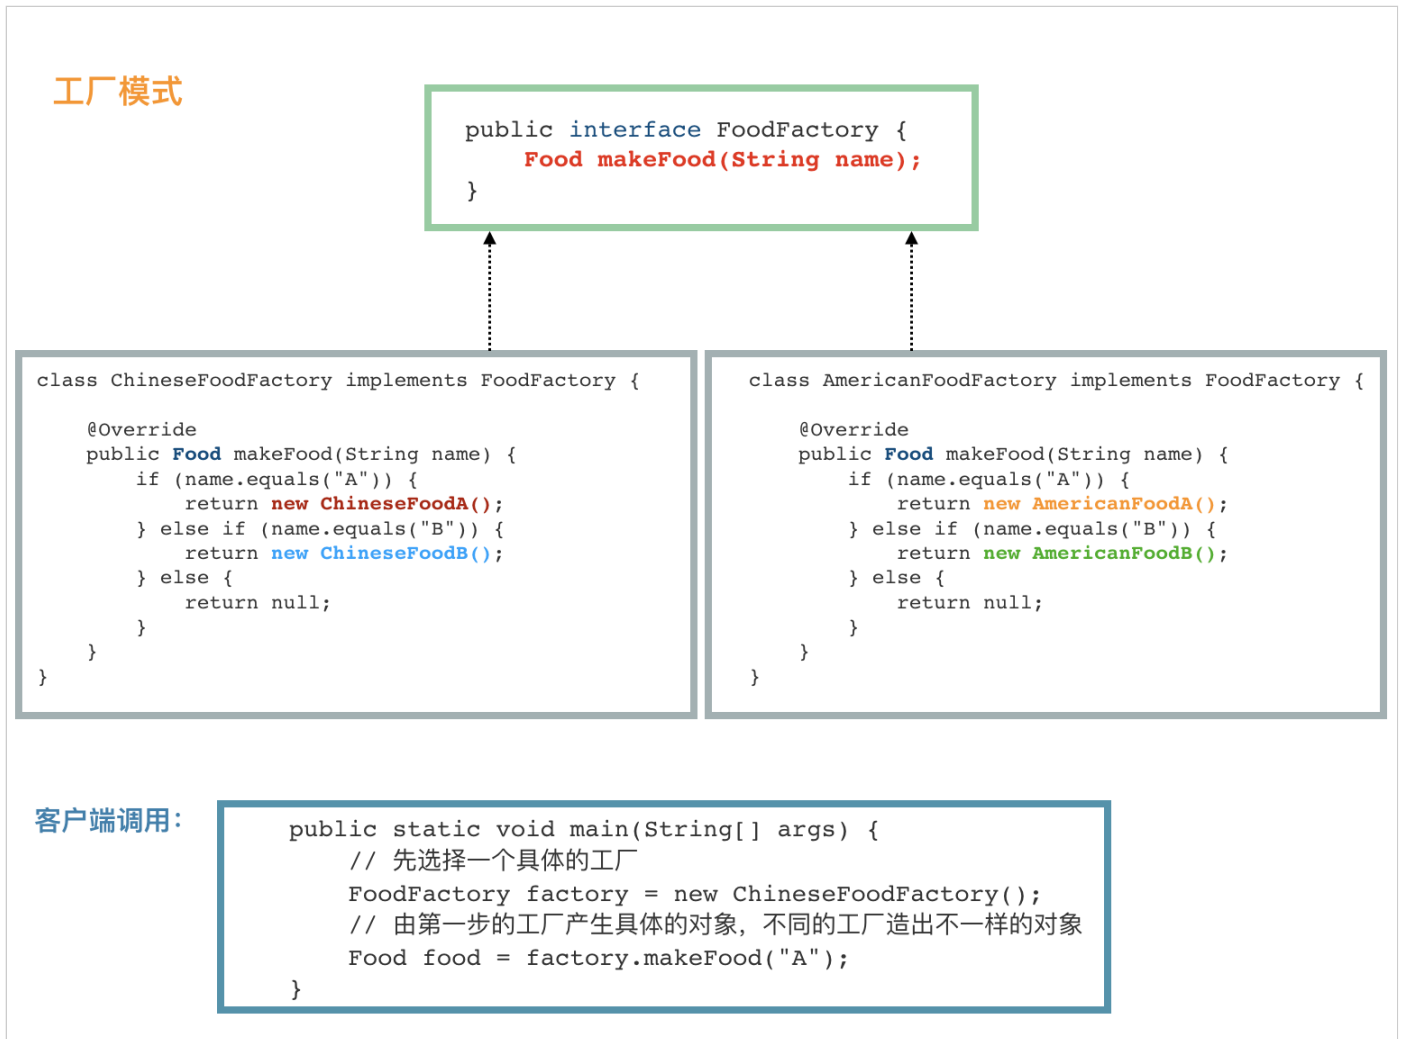 工厂模式
public interface FoodFactory {
    Food makeFood(String name);
}
class ChineseFoodFactory implements FoodFactory {
    @Override
    public Food makeFood(String name) {
        if (name.equals("A")) {
            return new ChineseFoodA();
        } else if (name.equals("B")) {
            return new ChineseFoodB();
        } else {
            return null;
        }
    }
}
class AmericanFoodFactory implements FoodFactory {
    @Override
    public Food makeFood(String name) {
        if (name.equals("A")) {
            return new AmericanFoodA();
        } else if (name.equals("B")) {
            return new AmericanFoodB();
        } else {
            return null;
        }
    }
}
客户端调用：
public static void main(String[] args) {
    // 先选择一个具体的工厂
    FoodFactory factory = new ChineseFoodFactory();
    // 由第一步的工厂产生具体的对象，不同的工厂造出不一样的对象
    Food food = factory.makeFood("A");
}